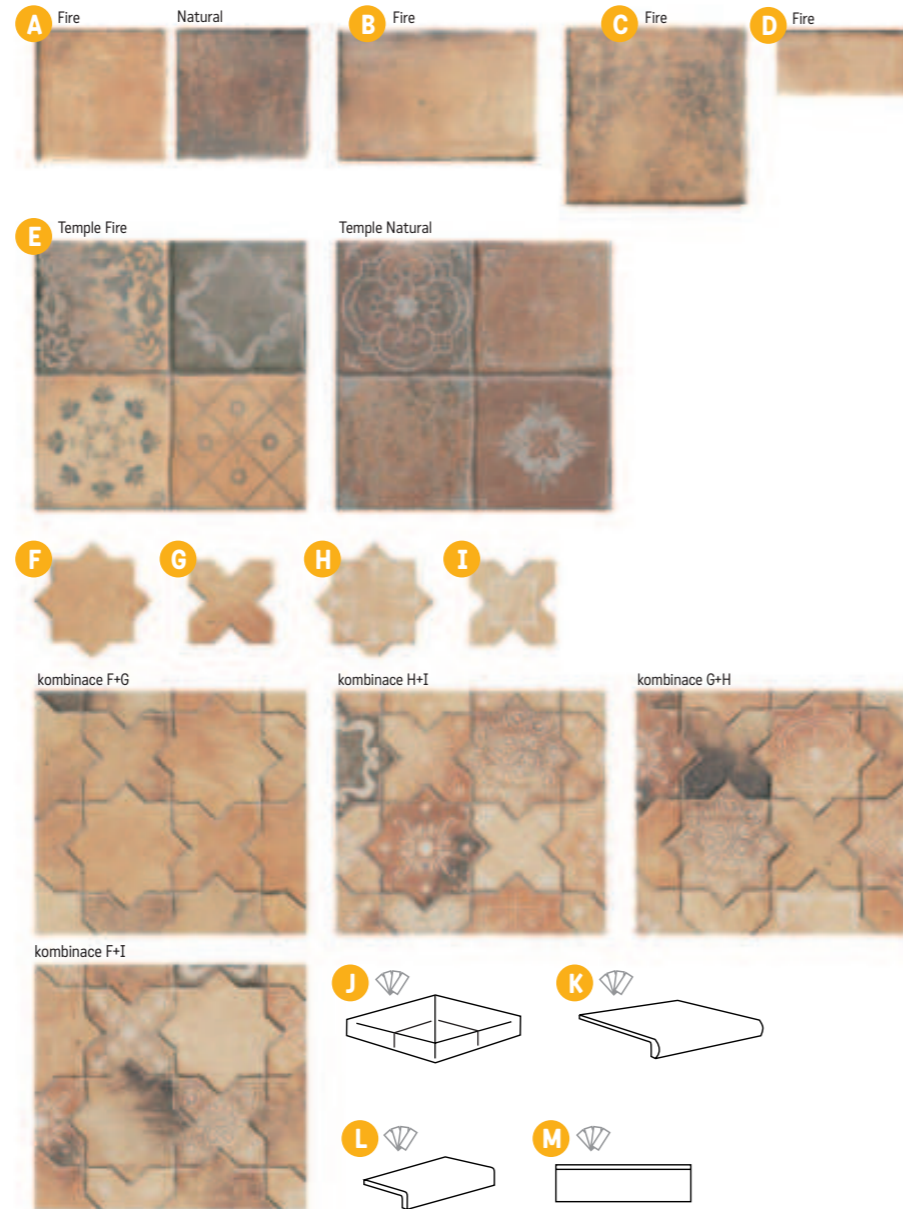 A Fire Natural B Fire C Fire D Fire
E Temple Fire Temple Natural
F G H I
kombinace F+G kombinace H+I kombinace G+H
kombinace F+I
J K
L M